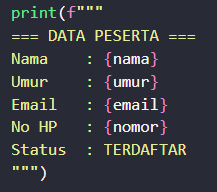 print(f"""
=== DATA PESERTA ===
Nama    : {nama}
Umur    : {umur}
Email   : {email}
No HP   : {nomor}
Status  : TERDAFTAR
""")